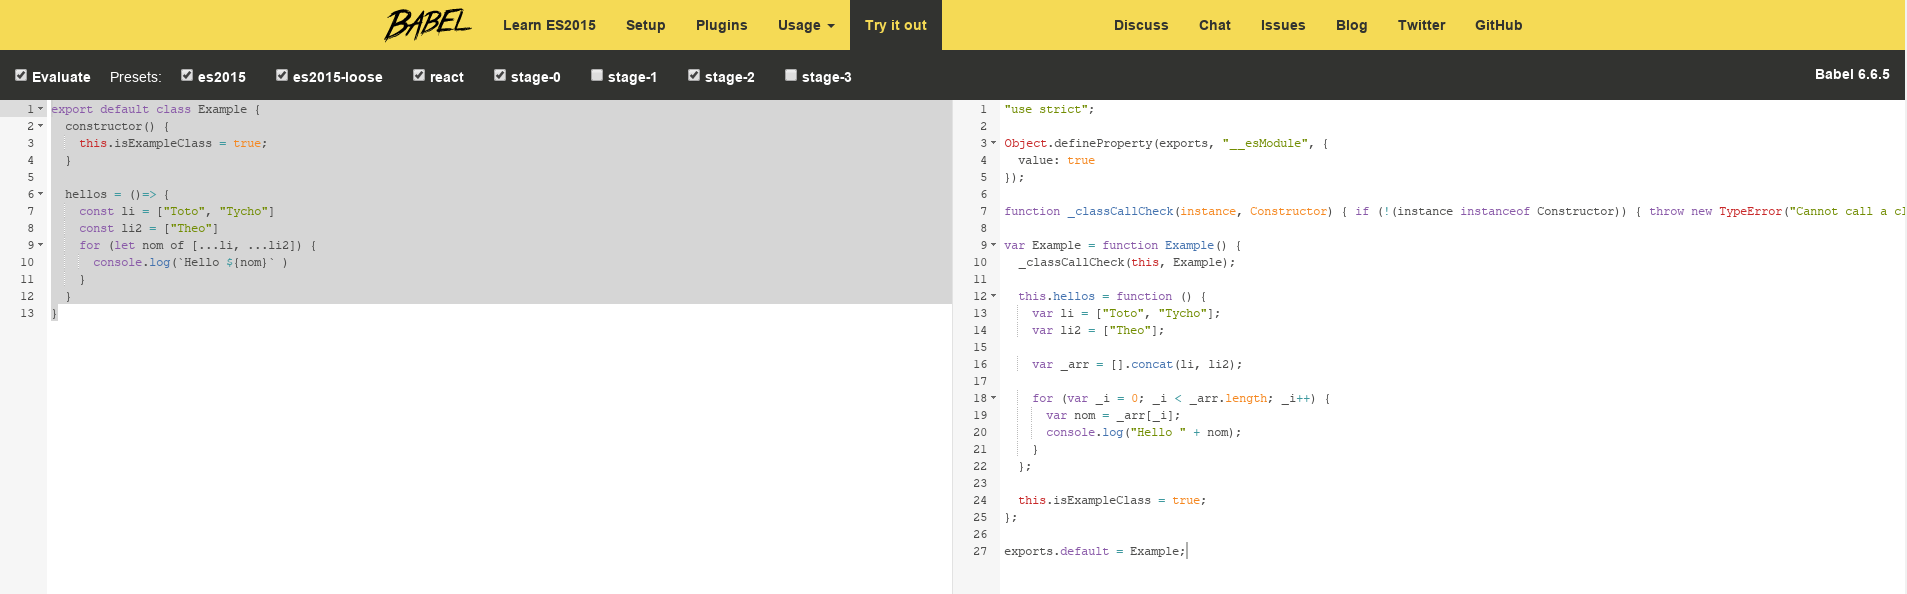 BABEL Learn ES2015 Setup Plugins Usage Try it out Discuss Chat Issues Blog Twitter GitHub
Evaluate Presets: es2015 es2015-loose react stage-0 stage-1 stage-2 stage-3 Babel 6.6.5
1 export default class Example {
2 constructor() {
3 this.isExampleClass = true;
4 }
5
6 hellos = ()=> {
7 const li = ["Toto", "Tycho"]
8 const li2 = ["Theo"]
9 for (let nom of [...li, ...li2]) {
10 console.log(`Hello ${nom}` )
11 }
12 }
13 }
1 "use strict";
2
3 Object.defineProperty(exports, "__esModule", {
4 value: true
5 });
6
7 function _classCallCheck(instance, Constructor) { if (!(instance instanceof Constructor)) { throw new TypeError("Cannot call a cl
8
9 var Example = function Example() {
10 _classCallCheck(this, Example);
11
12 this.hellos = function () {
13 var li = ["Toto", "Tycho"];
14 var li2 = ["Theo"];
15
16 var _arr = [].concat(li, li2);
17
18 for (var _i = 0; _i < _arr.length; _i++) {
19 var nom = _arr[_i];
20 console.log("Hello " + nom);
21 }
22 };
23
24 this.isExampleClass = true;
25 };
26
27 exports.default = Example;